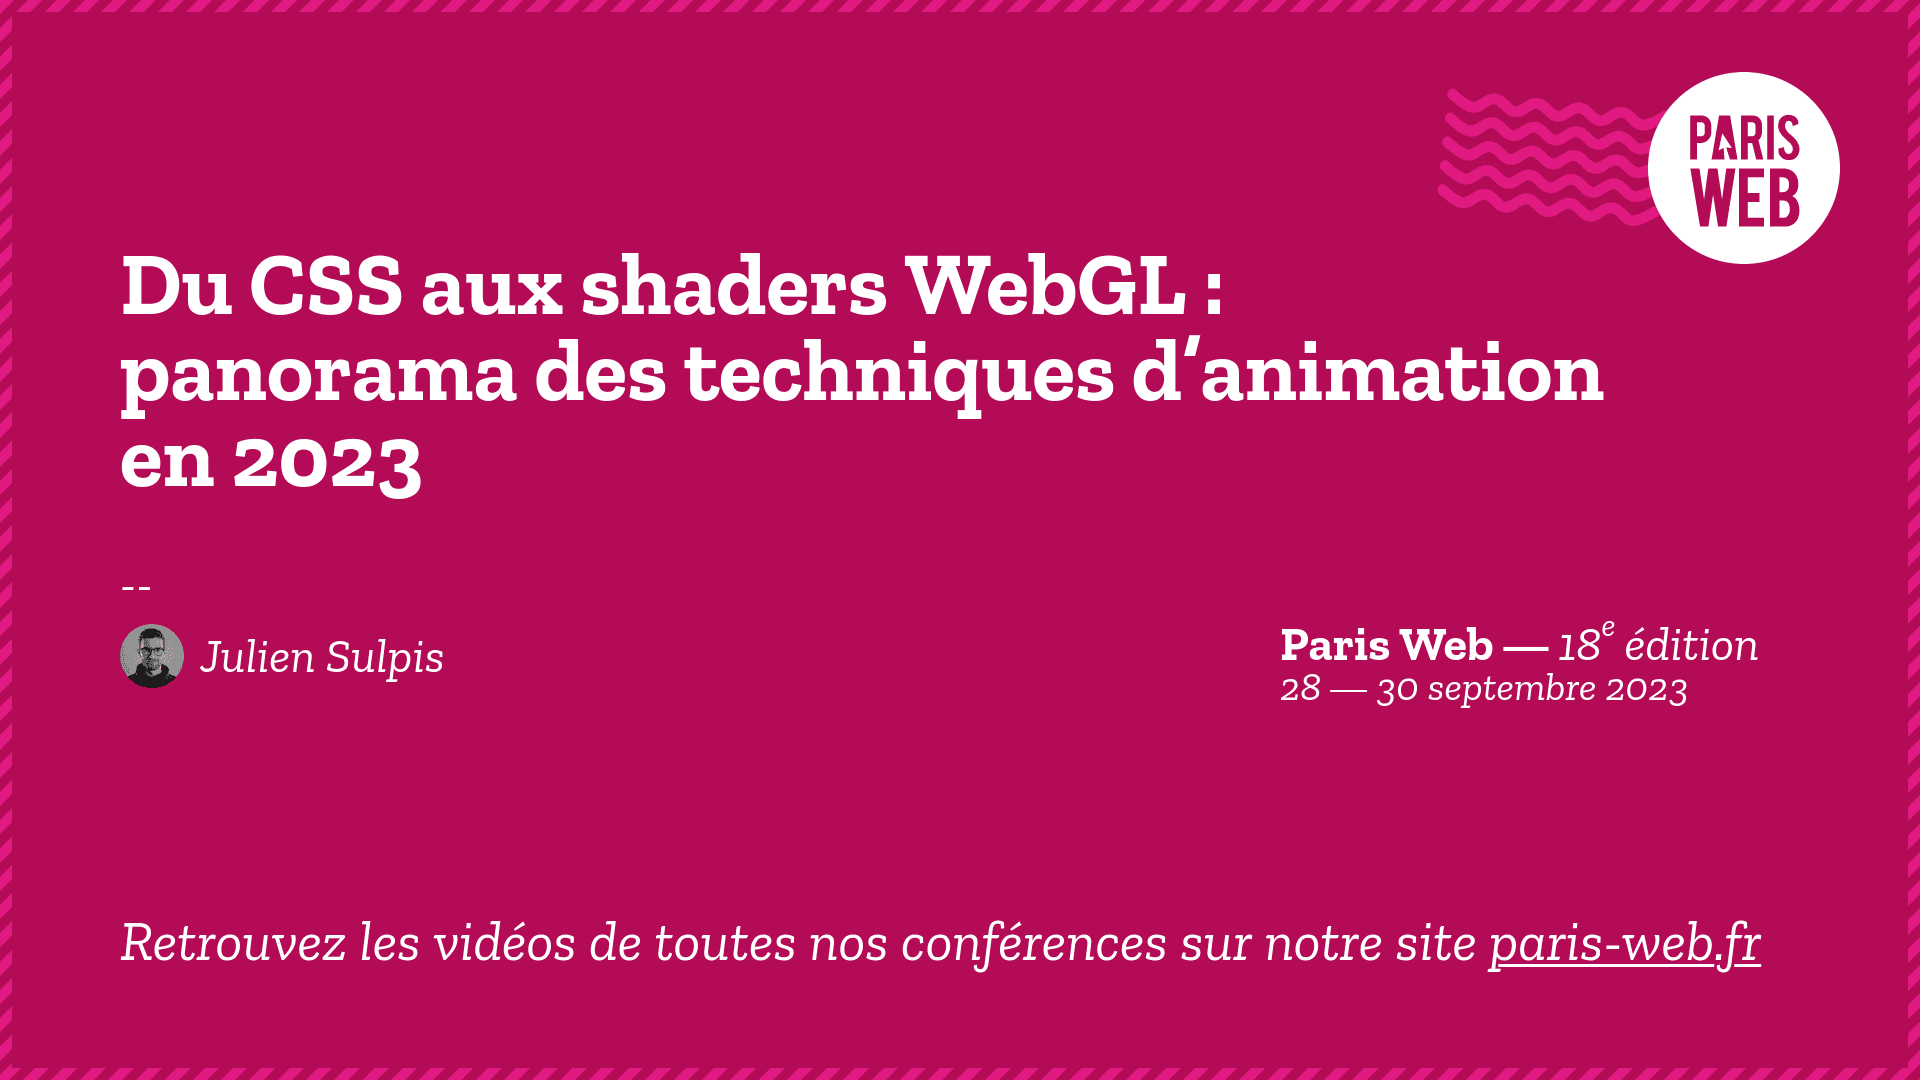 PARIS
WEB
Du CSS aux shaders WebGL :
panorama des techniques d’animation
en 2023
--
Julien Sulpis
Paris Web — 18e édition
28 — 30 septembre 2023
Retrouvez les vidéos de toutes nos conférences sur notre site paris-web.fr